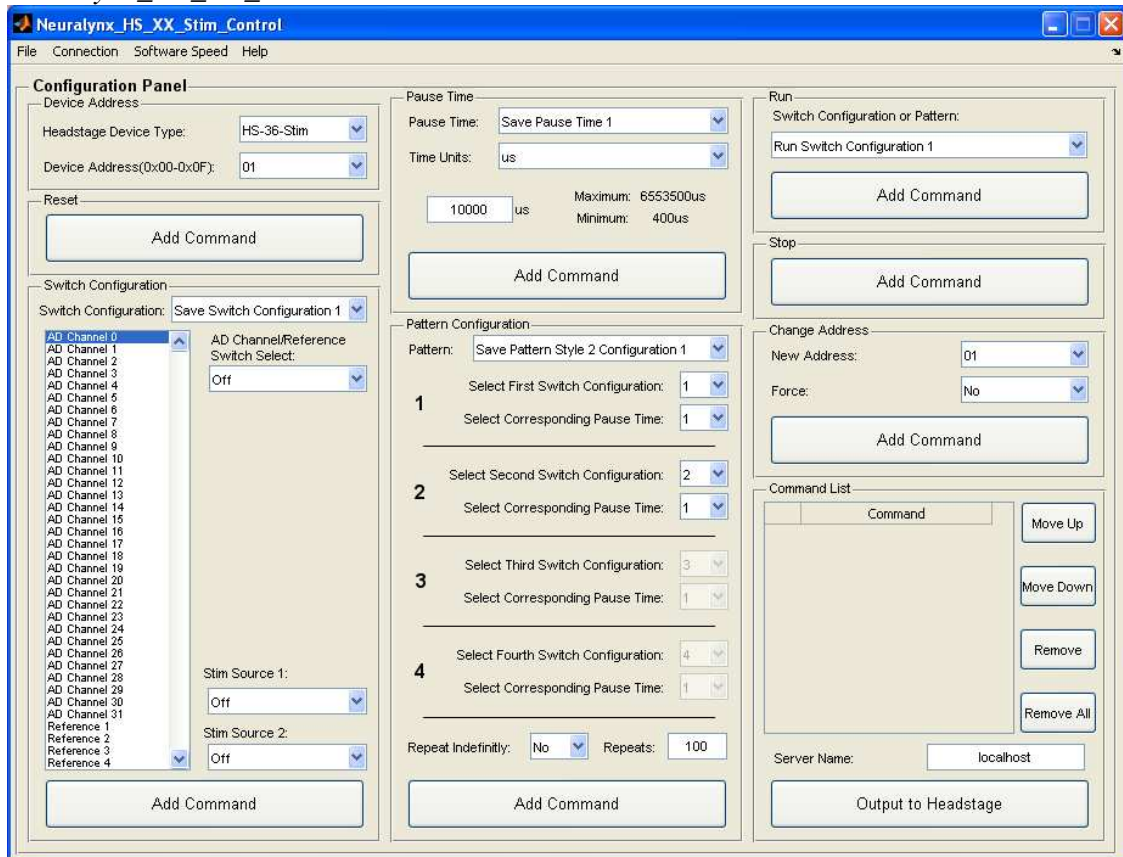 Neuralynx_HS_XX_Stim_Control
File Connection Software Speed Help
Configuration Panel
Device Address
Headstage Device Type: HS-36-Stim
Device Address(0x00-0x0F): 01
Reset
Add Command
Switch Configuration
Switch Configuration: Save Switch Configuration 1
AD Channel 0
AD Channel 1
AD Channel 2
AD Channel 3
AD Channel 4
AD Channel 5
AD Channel 6
AD Channel 7
AD Channel 8
AD Channel 9
AD Channel 10
AD Channel 11
AD Channel 12
AD Channel 13
AD Channel 14
AD Channel 15
AD Channel 16
AD Channel 17
AD Channel 18
AD Channel 19
AD Channel 20
AD Channel 21
AD Channel 22
AD Channel 23
AD Channel 24
AD Channel 25
AD Channel 26
AD Channel 27
AD Channel 28
AD Channel 29
AD Channel 30
AD Channel 31
Reference 1
Reference 2
Reference 3
Reference 4
AD Channel/Reference
Switch Select:
Off
Stim Source 1:
Off
Stim Source 2:
Off
Add Command
Pause Time
Pause Time: Save Pause Time 1
Time Units: us
10000 us
Maximum: 6553500us
Minimum: 400us
Add Command
Pattern Configuration
Pattern: Save Pattern Style 2 Configuration 1
1
Select First Switch Configuration: 1
Select Corresponding Pause Time: 1
2
Select Second Switch Configuration: 2
Select Corresponding Pause Time: 1
3
Select Third Switch Configuration: 3
Select Corresponding Pause Time: 1
4
Select Fourth Switch Configuration: 4
Select Corresponding Pause Time: 1
Repeat Indefinitly: No Repeats: 100
Add Command
Run
Switch Configuration or Pattern:
Run Switch Configuration 1
Add Command
Stop
Add Command
Change Address
New Address: 01
Force: No
Add Command
Command List
Command
Move Up
Move Down
Remove
Remove All
Server Name: localhost
Output to Headstage